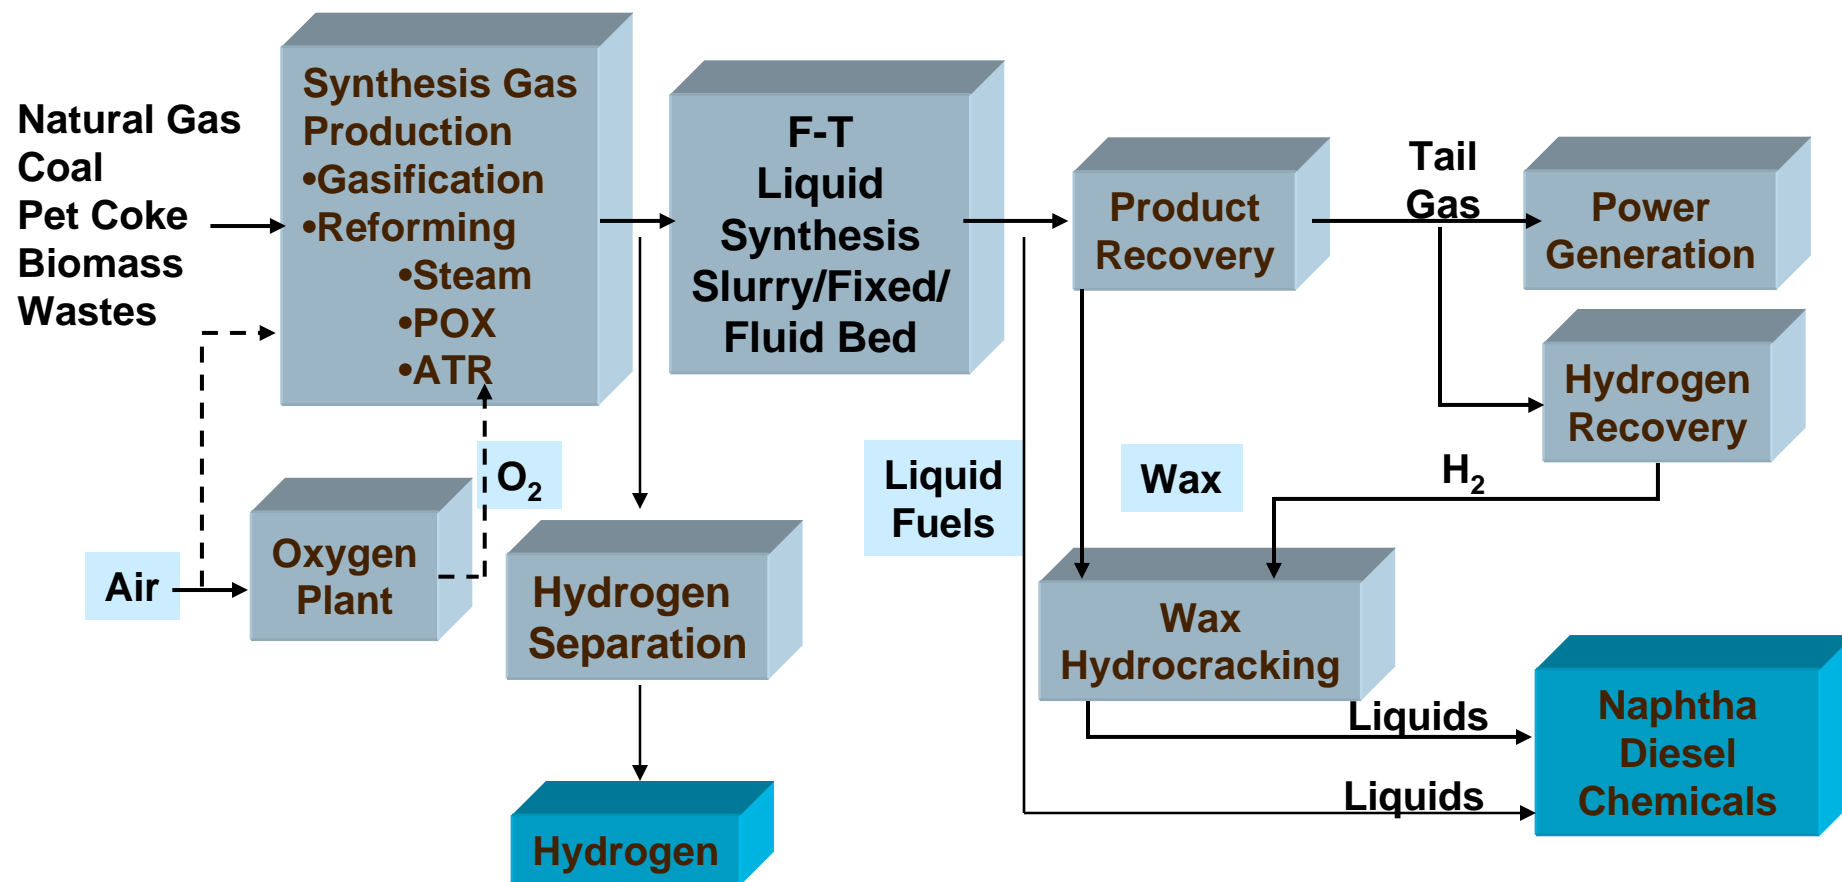 Natural Gas
Coal
Pet Coke
Biomass
Wastes
Synthesis Gas
Production
•Gasification
•Reforming
•Steam
•POX
•ATR
F-T
Liquid
Synthesis
Slurry/Fixed/
Fluid Bed
Product
Recovery
Tail
Gas
Power
Generation
Hydrogen
Recovery
H₂
Wax
Liquid
Fuels
O₂
Air
Oxygen
Plant
Hydrogen
Separation
Wax
Hydrocracking
Liquids
Liquids
Naphtha
Diesel
Chemicals
Hydrogen